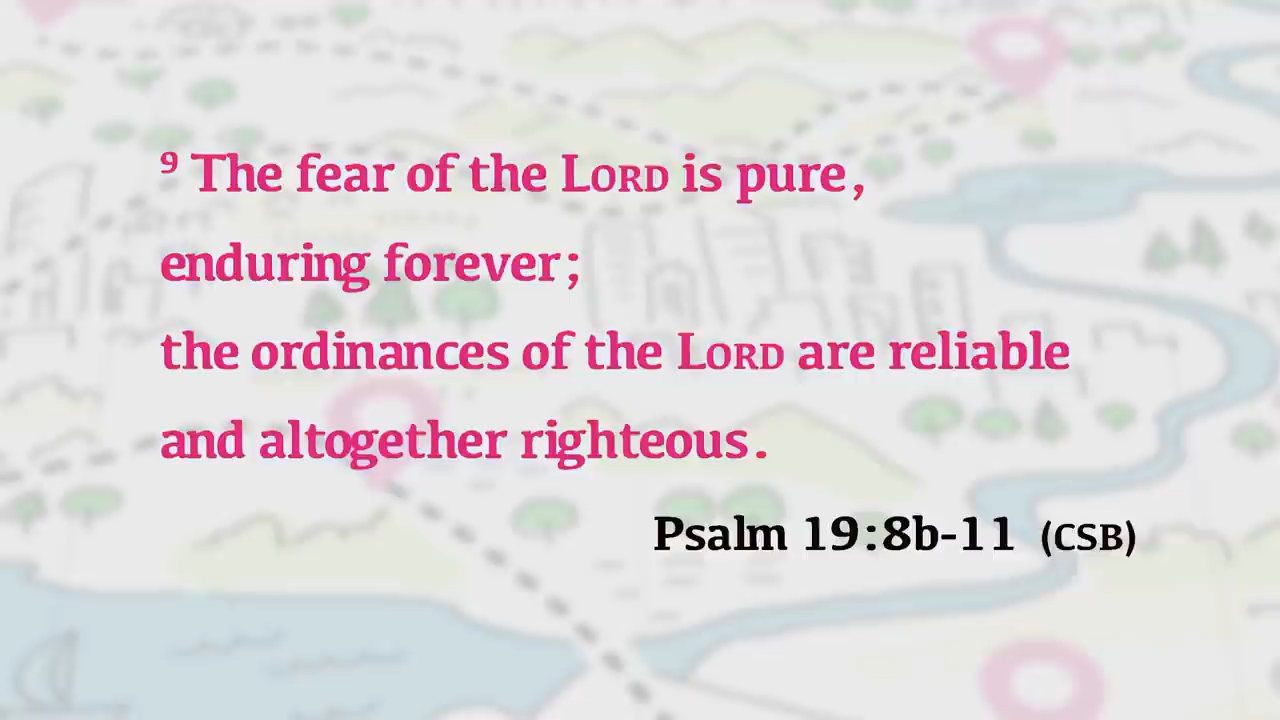 ⁹ The fear of the LORD is pure,
enduring forever;
the ordinances of the LORD are reliable
and altogether righteous.
Psalm 19:8b-11 (CSB)